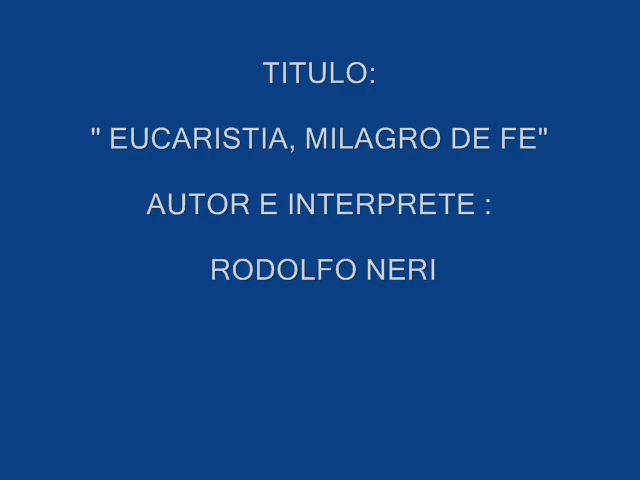 TITULO:
" EUCARISTIA, MILAGRO DE FE"
AUTOR E INTERPRETE :
RODOLFO NERI